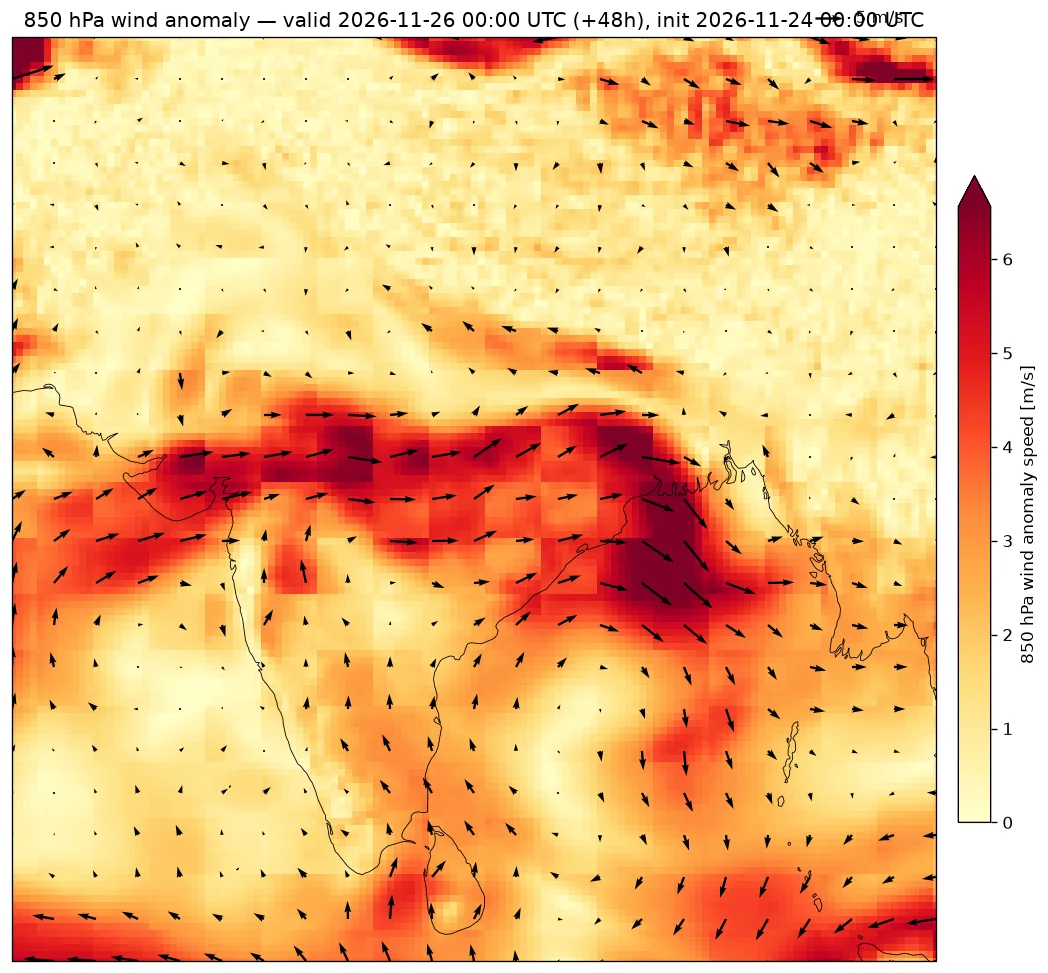 850 hPa wind anomaly — valid 2026-11-26 00:00 UTC (+48h), init 2026-11-24 00:00 UTC
5 m/s
6
5
4
3
2
1
0
850 hPa wind anomaly speed [m/s]